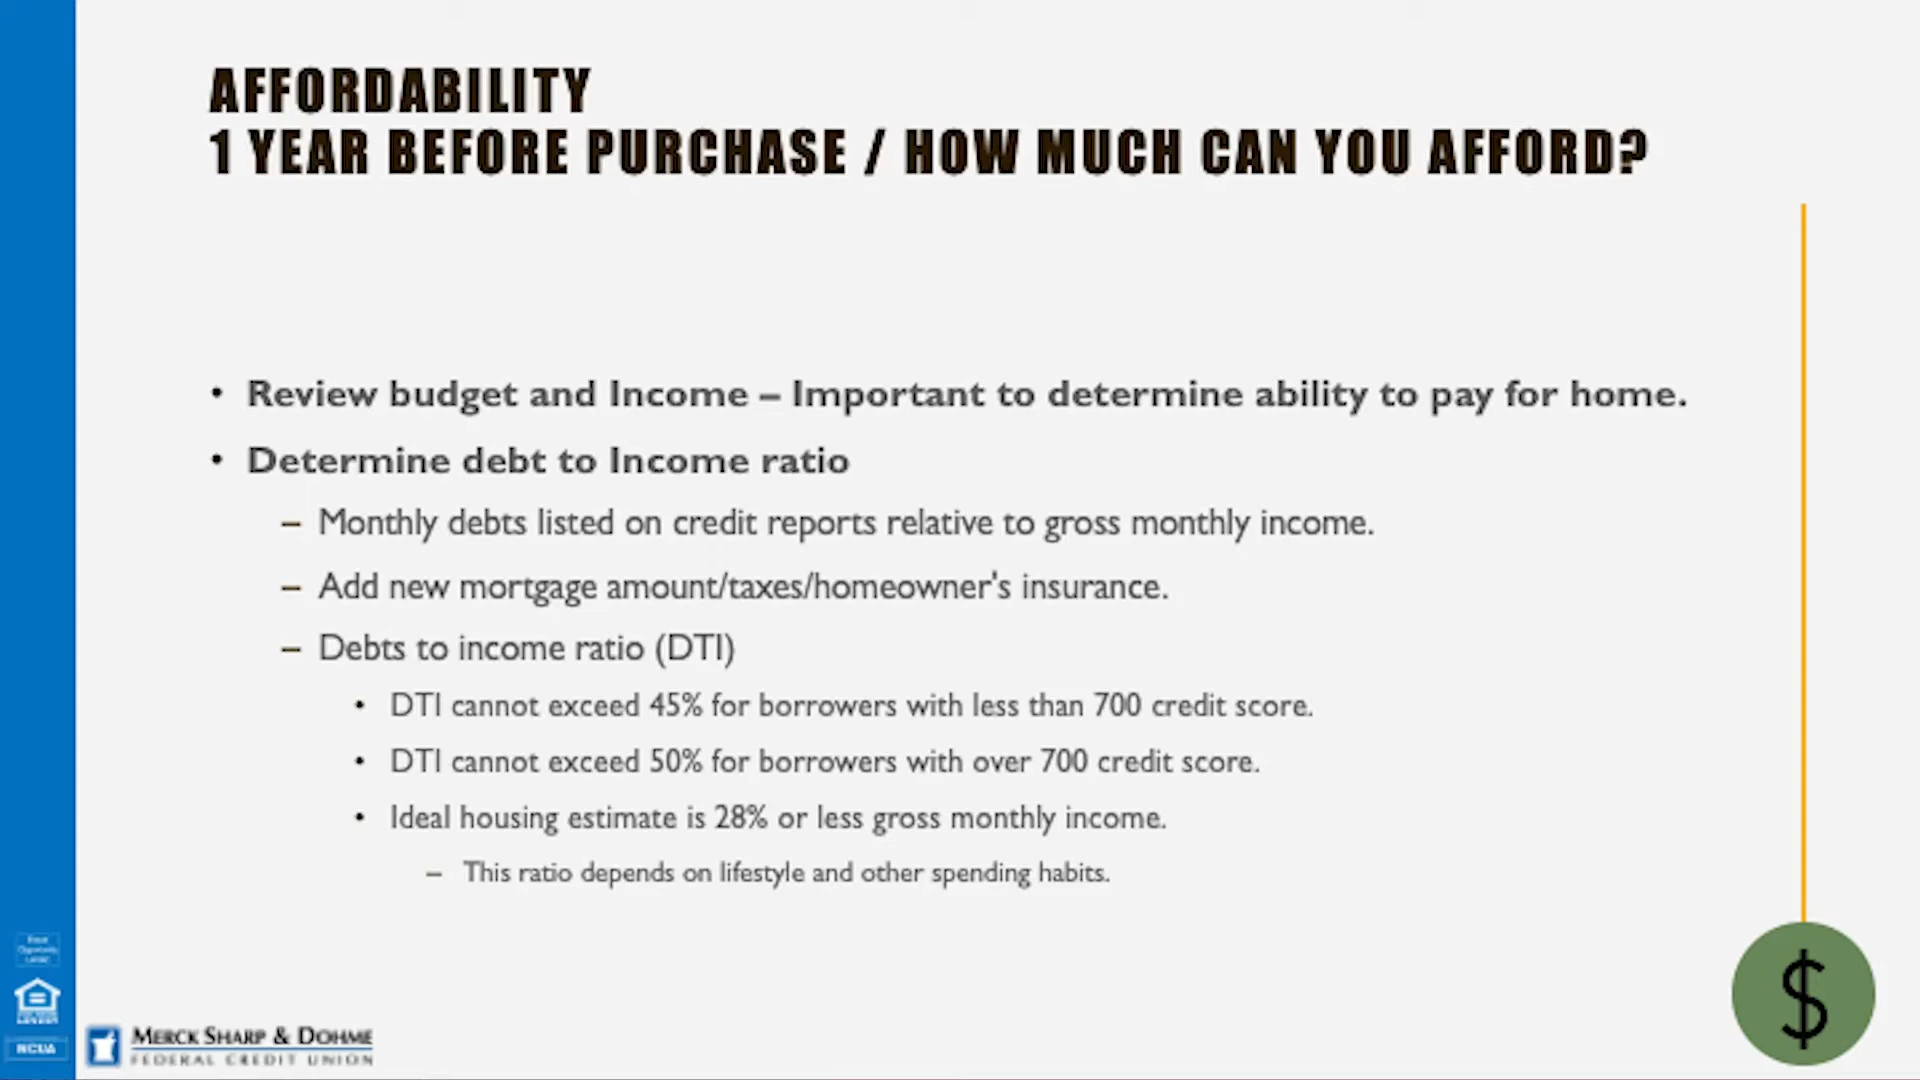 AFFORDABILITY
1 YEAR BEFORE PURCHASE / HOW MUCH CAN YOU AFFORD?
• Review budget and Income – Important to determine ability to pay for home.
• Determine debt to Income ratio
– Monthly debts listed on credit reports relative to gross monthly income.
– Add new mortgage amount/taxes/homeowner's insurance.
– Debts to income ratio (DTI)
• DTI cannot exceed 45% for borrowers with less than 700 credit score.
• DTI cannot exceed 50% for borrowers with over 700 credit score.
• Ideal housing estimate is 28% or less gross monthly income.
– This ratio depends on lifestyle and other spending habits.
$
NCUA
MERCK SHARP & DOHME
FEDERAL CREDIT UNION